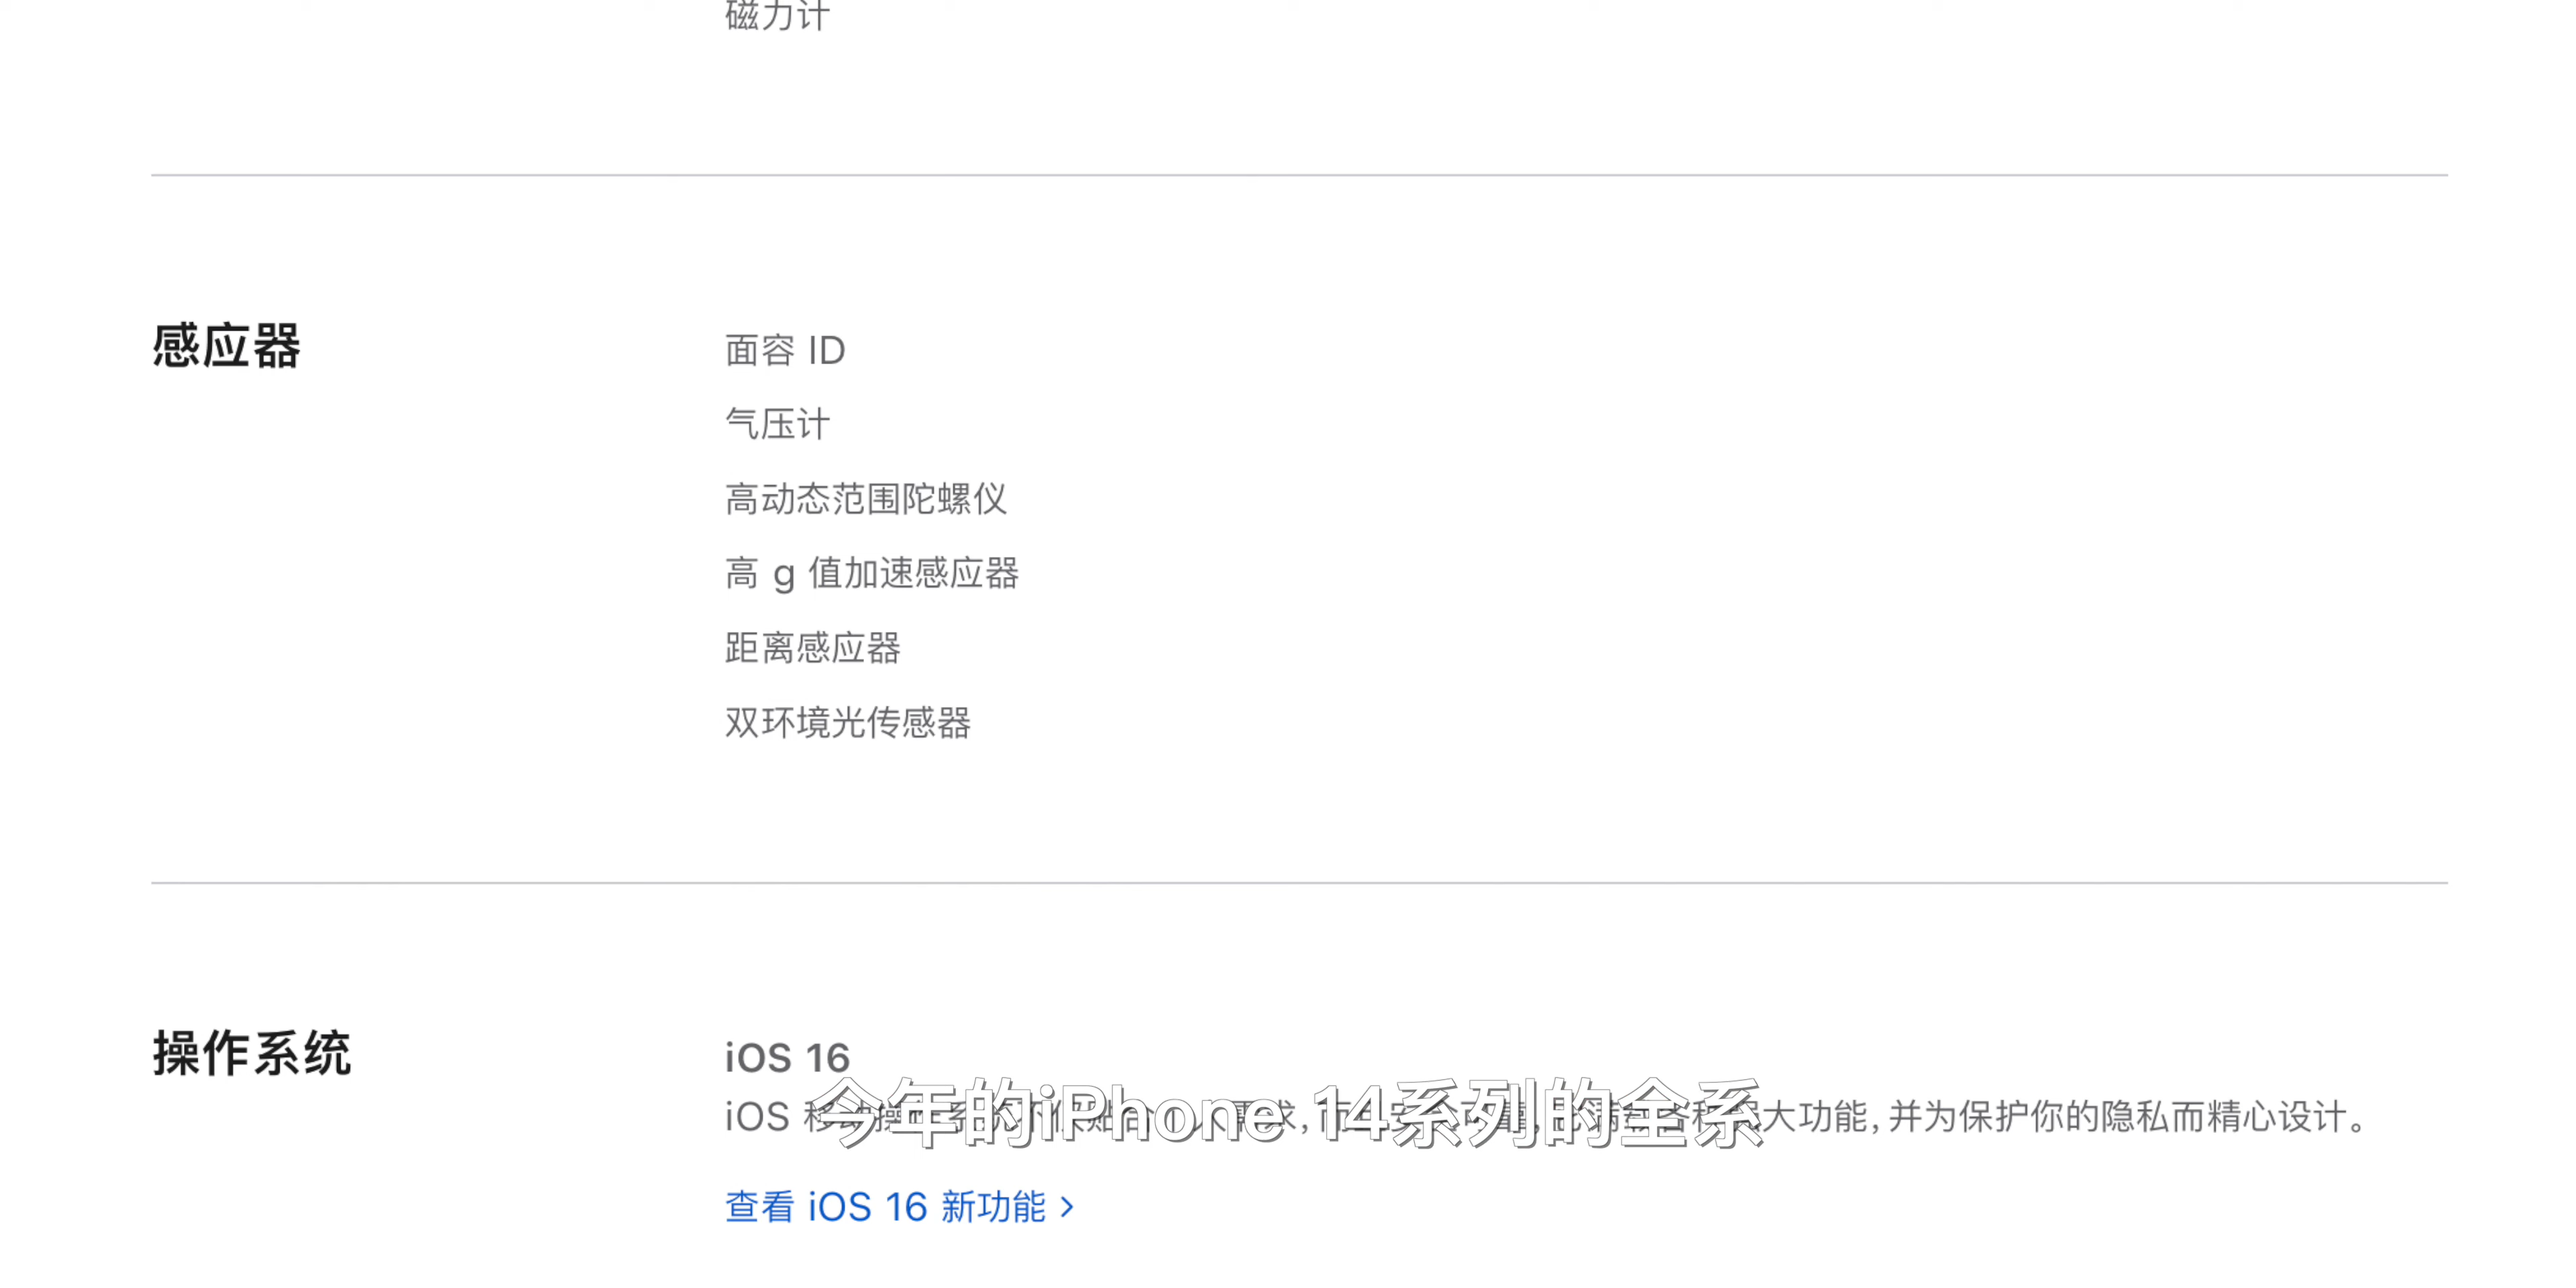 磁力计
感应器
面容 ID
气压计
高动态范围陀螺仪
高 g 值加速感应器
距离感应器
双环境光传感器
操作系统
iOS 16
iOS 大功能，并为保护你的隐私而精心设计。
今年的iPhone 14系列的全系
查看 iOS 16 新功能 >